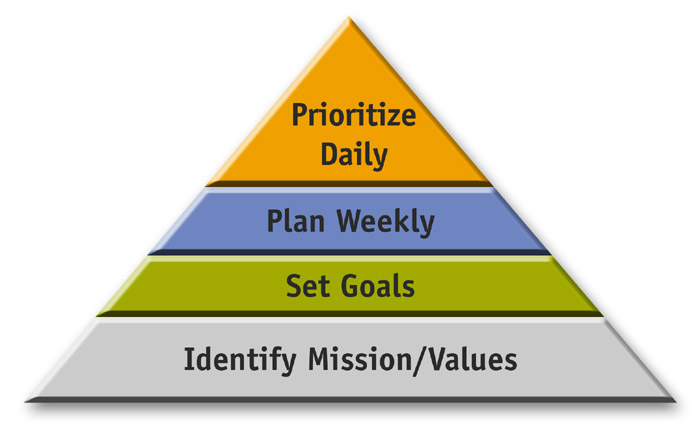 Prioritize
Daily
Plan Weekly
Set Goals
Identify Mission/Values